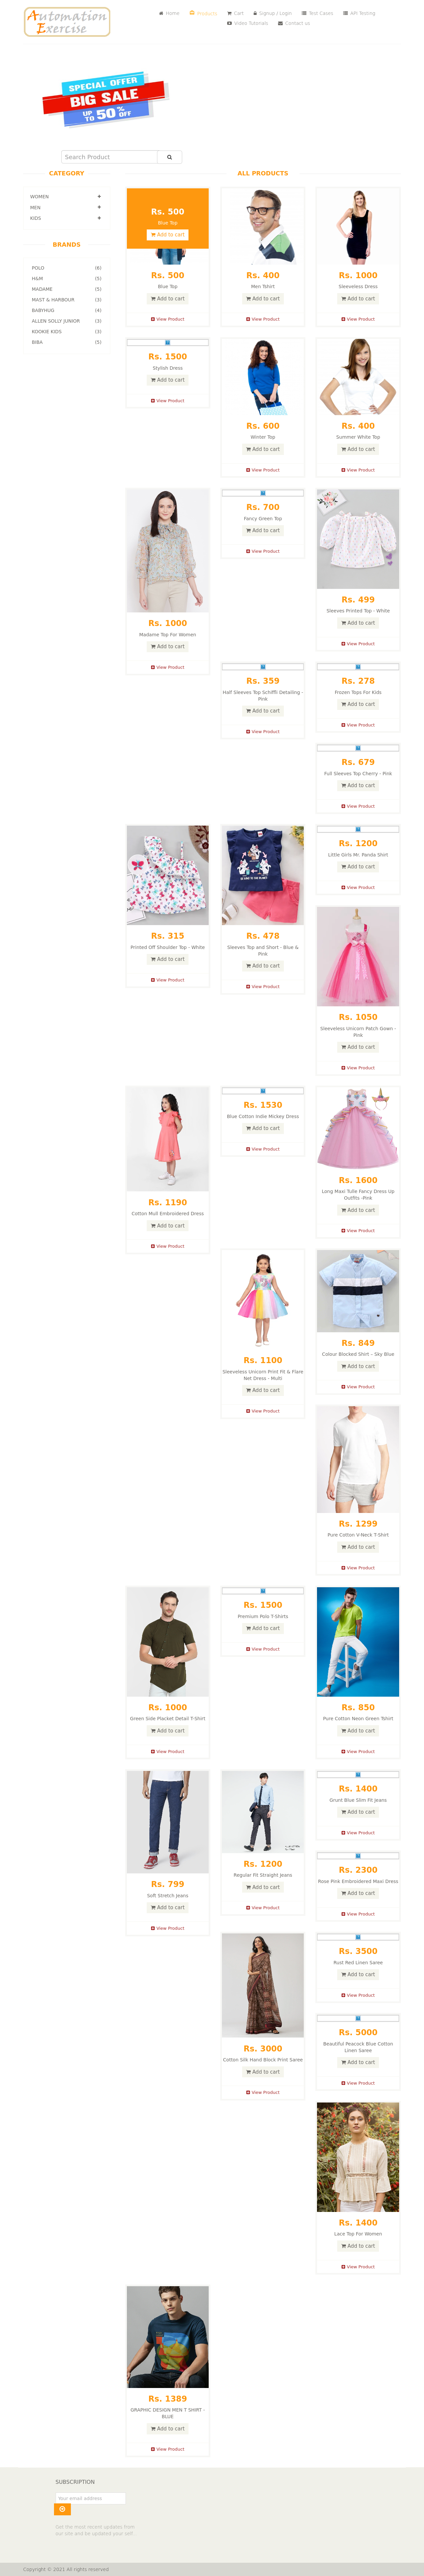 Automation
Exercise
Home
Products
Cart
Signup / Login
Test Cases
API Testing
Video Tutorials
Contact us
SPECIAL OFFER
BIG SALE
UP TO 50% OFF
Search Product
CATEGORY
WOMEN
MEN
KIDS
BRANDS
POLO (6)
H&M (5)
MADAME (5)
MAST & HARBOUR (3)
BABYHUG (4)
ALLEN SOLLY JUNIOR (3)
KOOKIE KIDS (3)
BIBA (5)
ALL PRODUCTS
Rs. 500
Blue Top
Add to cart
Rs. 500
Blue Top
Add to cart
View Product
Rs. 400
Men Tshirt
Add to cart
View Product
Rs. 1000
Sleeveless Dress
Add to cart
View Product
Rs. 1500
Stylish Dress
Add to cart
View Product
Rs. 600
Winter Top
Add to cart
View Product
Rs. 400
Summer White Top
Add to cart
View Product
Rs. 1000
Madame Top For Women
Add to cart
View Product
Rs. 700
Fancy Green Top
Add to cart
View Product
Rs. 499
Sleeves Printed Top - White
Add to cart
View Product
Rs. 359
Half Sleeves Top Schiffli Detailing -
Pink
Add to cart
View Product
Rs. 278
Frozen Tops For Kids
Add to cart
View Product
Rs. 679
Full Sleeves Top Cherry - Pink
Add to cart
View Product
Rs. 315
Printed Off Shoulder Top - White
Add to cart
View Product
Rs. 478
Sleeves Top and Short - Blue &
Pink
Add to cart
View Product
Rs. 1200
Little Girls Mr. Panda Shirt
Add to cart
View Product
Rs. 1050
Sleeveless Unicorn Patch Gown -
Pink
Add to cart
View Product
Rs. 1190
Cotton Mull Embroidered Dress
Add to cart
View Product
Rs. 1530
Blue Cotton Indie Mickey Dress
Add to cart
View Product
Rs. 1600
Long Maxi Tulle Fancy Dress Up
Outfits -Pink
Add to cart
View Product
Rs. 1100
Sleeveless Unicorn Print Fit & Flare
Net Dress - Multi
Add to cart
View Product
Rs. 849
Colour Blocked Shirt – Sky Blue
Add to cart
View Product
Rs. 1299
Pure Cotton V-Neck T-Shirt
Add to cart
View Product
Rs. 1000
Green Side Placket Detail T-Shirt
Add to cart
View Product
Rs. 1500
Premium Polo T-Shirts
Add to cart
View Product
Rs. 850
Pure Cotton Neon Green Tshirt
Add to cart
View Product
Rs. 799
Soft Stretch Jeans
Add to cart
View Product
Rs. 1200
Regular Fit Straight Jeans
Add to cart
View Product
Rs. 1400
Grunt Blue Slim Fit Jeans
Add to cart
View Product
Rs. 2300
Rose Pink Embroidered Maxi Dress
Add to cart
View Product
Rs. 3000
Cotton Silk Hand Block Print Saree
Add to cart
View Product
Rs. 3500
Rust Red Linen Saree
Add to cart
View Product
Rs. 5000
Beautiful Peacock Blue Cotton
Linen Saree
Add to cart
View Product
Rs. 1400
Lace Top For Women
Add to cart
View Product
Rs. 1389
GRAPHIC DESIGN MEN T SHIRT -
BLUE
Add to cart
View Product
SUBSCRIPTION
Your email address
Get the most recent updates from
our site and be updated your self...
Copyright © 2021 All rights reserved